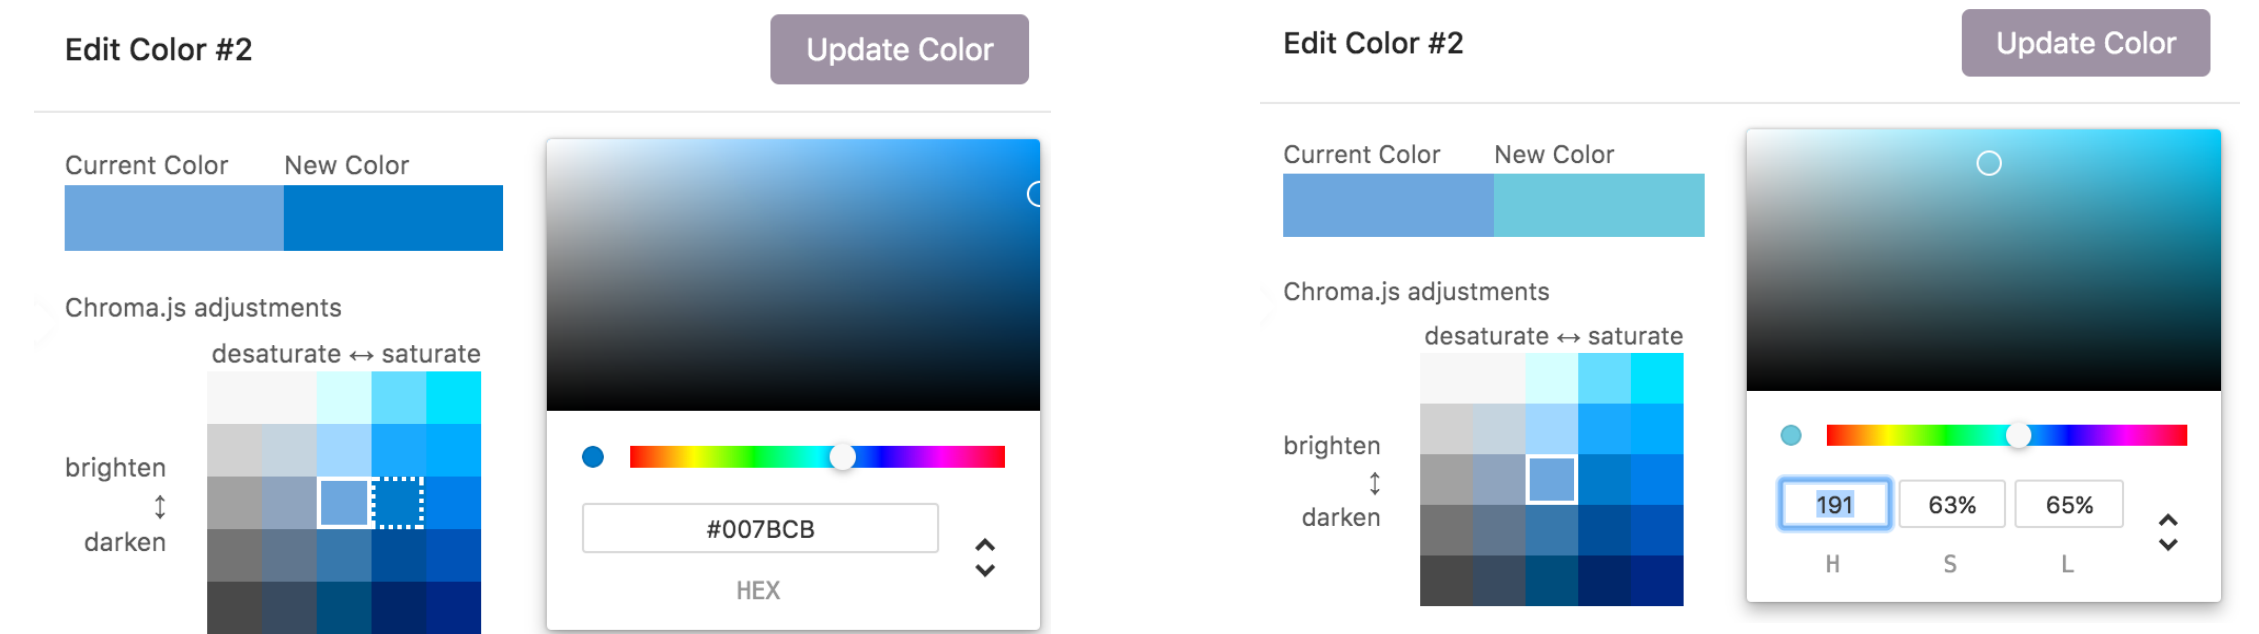 Edit Color #2
Update Color
Current Color
New Color
Chroma.js adjustments
desaturate ↔ saturate
brighten
↕
darken
#007BCB
HEX
Edit Color #2
Update Color
Current Color
New Color
Chroma.js adjustments
desaturate ↔ saturate
brighten
↕
darken
191 63% 65%
H S L